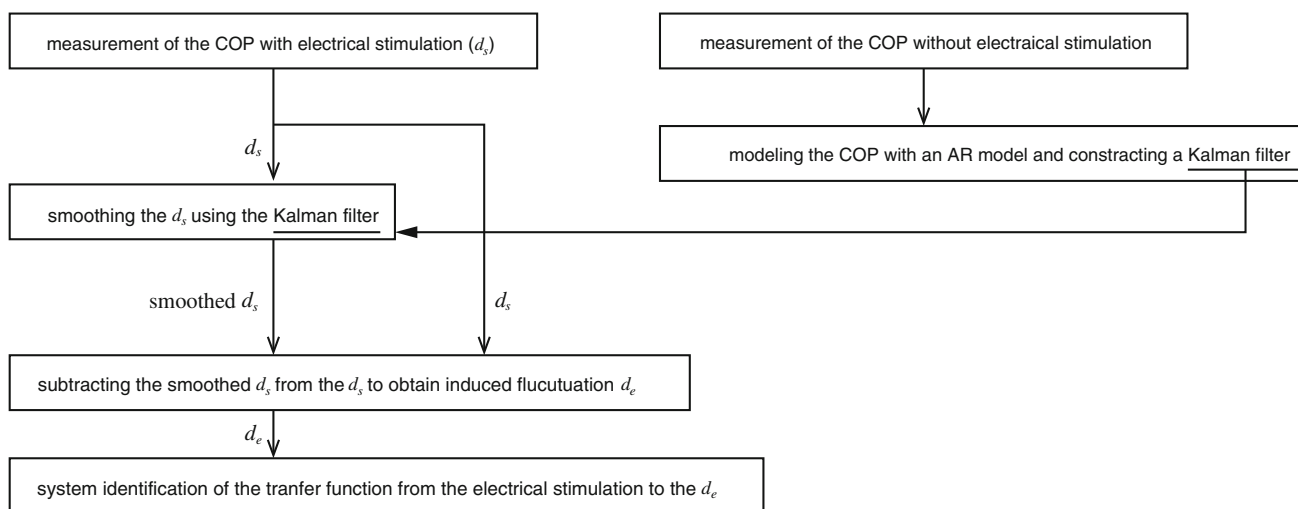 measurement of the COP with electrical stimulation (d_s)
measurement of the COP without electraical stimulation
d_s
modeling the COP with an AR model and constracting a Kalman filter
smoothing the d_s using the Kalman filter
smoothed d_s
d_s
subtracting the smoothed d_s from the d_s to obtain induced flucutuation d_e
d_e
system identification of the tranfer function from the electrical stimulation to the d_e